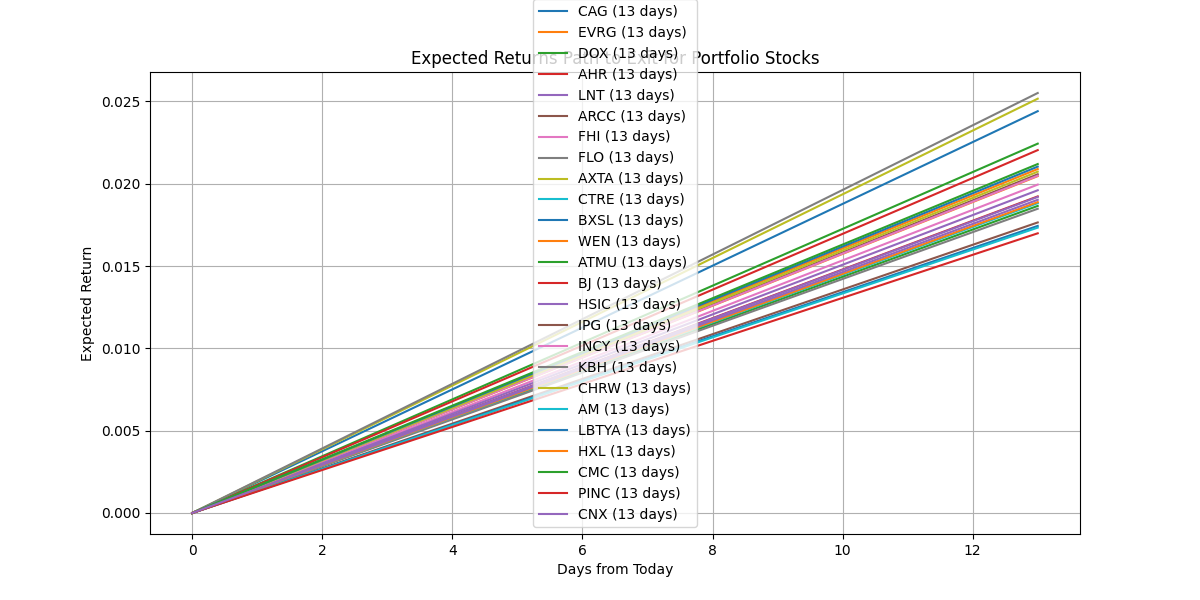 Expected Returns Path to Exit for Portfolio Stocks
CAG (13 days)
EVRG (13 days)
DOX (13 days)
AHR (13 days)
LNT (13 days)
ARCC (13 days)
FHI (13 days)
FLO (13 days)
AXTA (13 days)
CTRE (13 days)
BXSL (13 days)
WEN (13 days)
ATMU (13 days)
BJ (13 days)
HSIC (13 days)
IPG (13 days)
INCY (13 days)
KBH (13 days)
CHRW (13 days)
AM (13 days)
LBTYA (13 days)
HXL (13 days)
CMC (13 days)
PINC (13 days)
CNX (13 days)
Expected Return
0.025
0.020
0.015
0.010
0.005
0.000
0 2 4 6 8 10 12
Days from Today